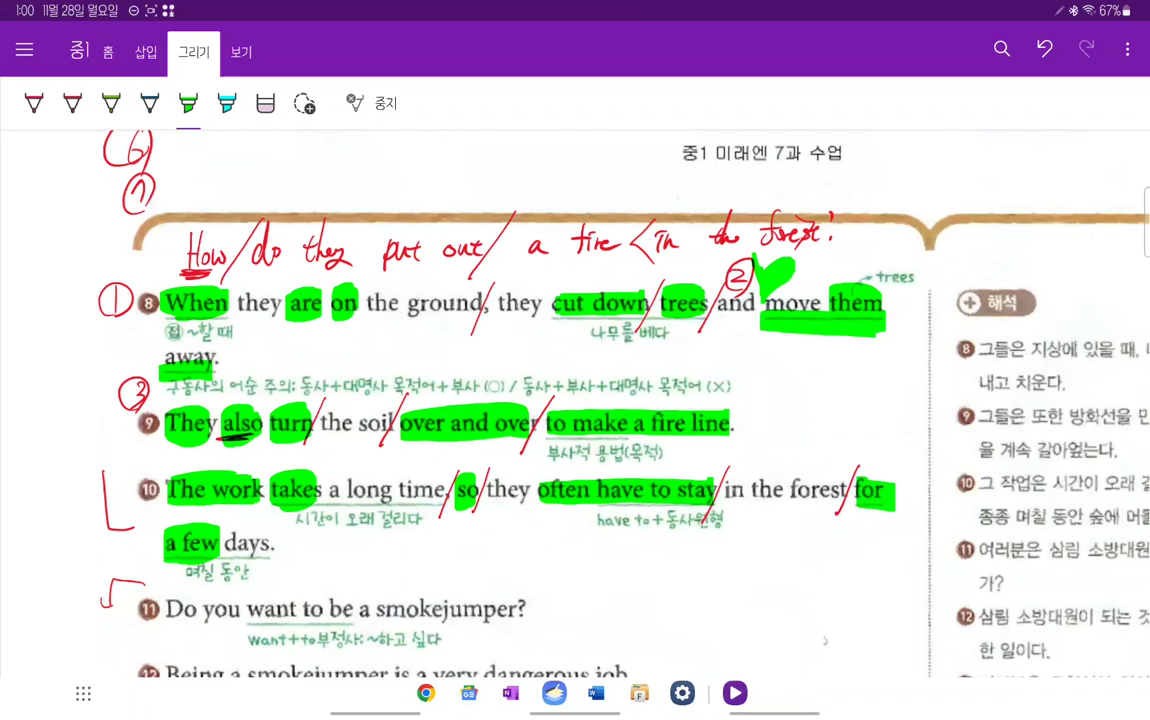 1:00 11월 28일 월요일 67%
중1 홈 삽입 그리기 보기
중지
6
7
중1 미래엔 7과 수업
How / do they put out / a fire < in the forest?
trees
① 8 When they are on the ground, they cut down trees and ② move them
접 ~할 때 나무를 베다
away.
③ 구동사의 어순 주의: 동사+대명사 목적어+부사 (○) / 동사+부사+대명사 목적어 (×)
9 They also turn the soil over and over to make a fire line.
부사적 용법(목적)
10 The work takes a long time, so they often have to stay in the forest for
시간이 오래 걸리다 have to+동사원형
a few days.
며칠 동안
11 Do you want to be a smokejumper?
want+to부정사: ~하고 싶다
12 Being a smokejumper is a very dangerous job
해석
8 그들은 지상에 있을 때,
내고 치운다.
9 그들은 또한 방화선을 만
을 계속 갈아엎는다.
10 그 작업은 시간이 오래 걸
종종 며칠 동안 숲에 머물
11 여러분은 삼림 소방대원
가?
12 삼림 소방대원이 되는 것
한 일이다.